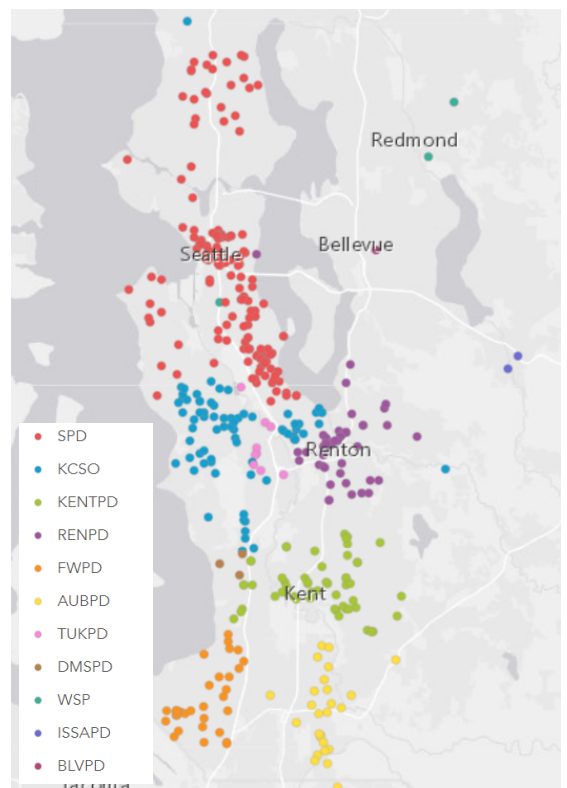 Redmond
Bellevue
Seattle
SPD
KCSO
Renton
KENTPD
RENPD
FWPD
Kent
AUBPD
TUKPD
DMSPD
WSP
ISSAPD
BLVPD